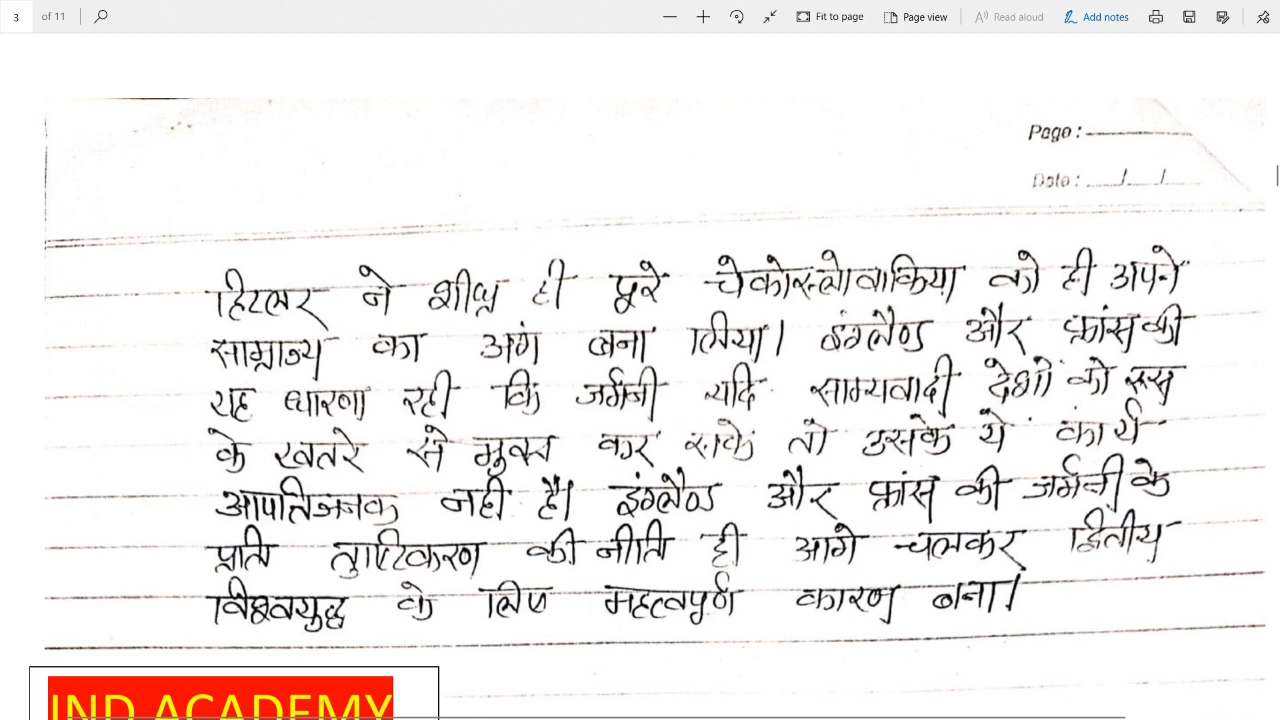 3 of 11 Fit to page Page view Read aloud Add notes
Page :
Date : / /
हिटलर ने शीघ्र ही पूरे चेकोस्लोवाकिया को ही अपने
साम्राज्य का अंग बना लिया। इंग्लैण्ड और फ्रांस की
यह धारणा रही कि जर्मनी यदि साम्यवादी देशों को रूस
के खतरे से मुक्त कर सके तो उसके ये कार्य
आपतिजनक नही है। इंग्लैण्ड और फ्रांस की जर्मनी के
प्रति तुष्टिकरण की नीति ही आगे चलकर द्वितीय
विश्वयुद्ध के लिए महत्वपूर्ण कारण बना।
IND ACADEMY